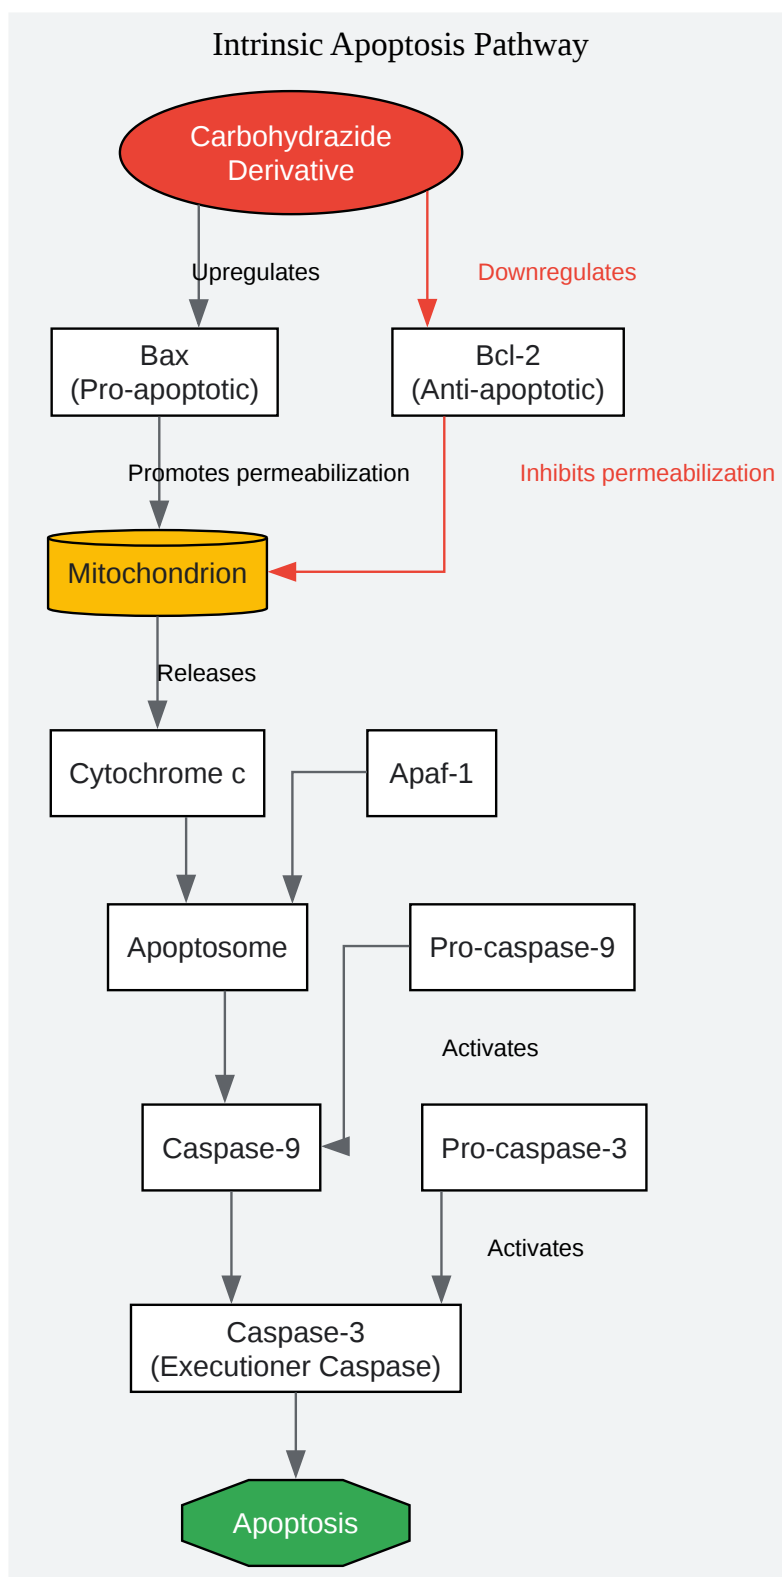 Intrinsic Apoptosis Pathway
Carbohydrazide
Derivative
Upregulates
Downregulates
Bax
(Pro-apoptotic)
Bcl-2
(Anti-apoptotic)
Promotes permeabilization
Inhibits permeabilization
Mitochondrion
Releases
Cytochrome c
Apaf-1
Apoptosome
Pro-caspase-9
Activates
Caspase-9
Pro-caspase-3
Activates
Caspase-3
(Executioner Caspase)
Apoptosis